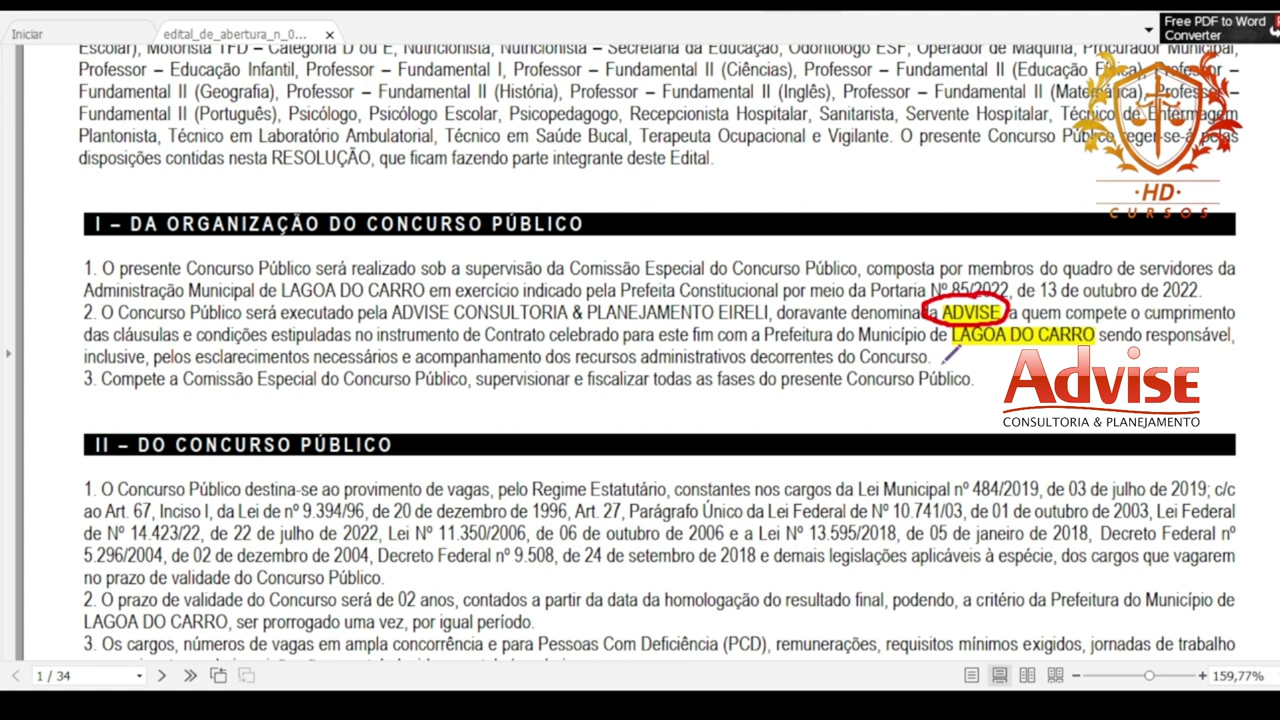 Iniciar
edital_de_abertura_n_0...
Free PDF to Word
Converter
Escolar), Motorista TFD – Categoria D ou E, Nutricionista, Nutricionista – Secretaria da Educação, Odontólogo ESF, Operador de Máquina, Procurador Municipal,
Professor – Educação Infantil, Professor – Fundamental I, Professor – Fundamental II (Ciências), Professor – Fundamental II (Educação Física), Professor –
Fundamental II (Geografia), Professor – Fundamental II (História), Professor – Fundamental II (Inglês), Professor – Fundamental II (Matemática), Professor –
Fundamental II (Português), Psicólogo, Psicólogo Escolar, Psicopedagogo, Recepcionista Hospitalar, Sanitarista, Servente Hospitalar, Técnico de Enfermagem
Plantonista, Técnico em Laboratório Ambulatorial, Técnico em Saúde Bucal, Terapeuta Ocupacional e Vigilante. O presente Concurso Público reger-se-á pelas
disposições contidas nesta RESOLUÇÃO, que ficam fazendo parte integrante deste Edital.
·HD·
CURSOS
I – DA ORGANIZAÇÃO DO CONCURSO PÚBLICO
1. O presente Concurso Público será realizado sob a supervisão da Comissão Especial do Concurso Público, composta por membros do quadro de servidores da
Administração Municipal de LAGOA DO CARRO em exercício indicado pela Prefeita Constitucional por meio da Portaria Nº 85/2022, de 13 de outubro de 2022.
2. O Concurso Público será executado pela ADVISE CONSULTORIA & PLANEJAMENTO EIRELI, doravante denominada ADVISE a quem compete o cumprimento
das cláusulas e condições estipuladas no instrumento de Contrato celebrado para este fim com a Prefeitura do Município de LAGOA DO CARRO sendo responsável,
inclusive, pelos esclarecimentos necessários e acompanhamento dos recursos administrativos decorrentes do Concurso.
3. Compete a Comissão Especial do Concurso Público, supervisionar e fiscalizar todas as fases do presente Concurso Público.
Advise
CONSULTORIA & PLANEJAMENTO
II – DO CONCURSO PÚBLICO
1. O Concurso Público destina-se ao provimento de vagas, pelo Regime Estatutário, constantes nos cargos da Lei Municipal nº 484/2019, de 03 de julho de 2019; c/c
ao Art. 67, Inciso I, da Lei de nº 9.394/96, de 20 de dezembro de 1996, Art. 27, Parágrafo Único da Lei Federal de Nº 10.741/03, de 01 de outubro de 2003, Lei Federal
de Nº 14.423/22, de 22 de julho de 2022, Lei Nº 11.350/2006, de 06 de outubro de 2006 e a Lei Nº 13.595/2018, de 05 de janeiro de 2018, Decreto Federal nº
5.296/2004, de 02 de dezembro de 2004, Decreto Federal nº 9.508, de 24 de setembro de 2018 e demais legislações aplicáveis à espécie, dos cargos que vagarem
no prazo de validade do Concurso Público.
2. O prazo de validade do Concurso será de 02 anos, contados a partir da data da homologação do resultado final, podendo, a critério da Prefeitura do Município de
LAGOA DO CARRO, ser prorrogado uma vez, por igual período.
3. Os cargos, números de vagas em ampla concorrência e para Pessoas Com Deficiência (PCD), remunerações, requisitos mínimos exigidos, jornadas de trabalho
1 / 34
159,77%